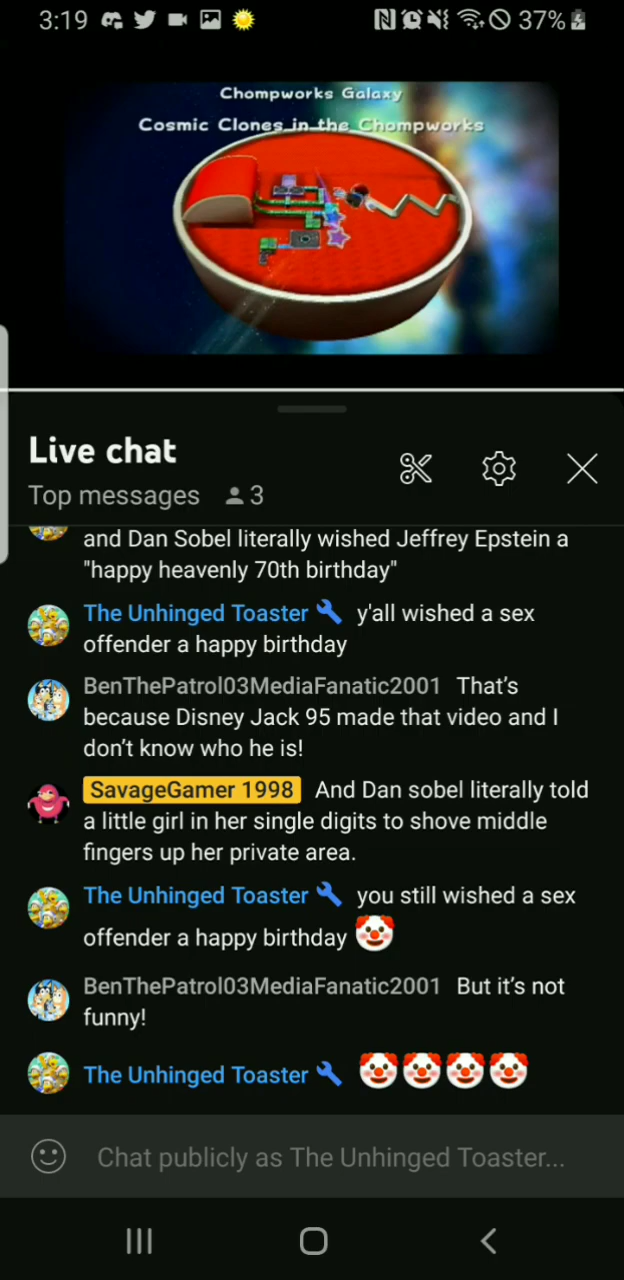 3:19
37%
Chompworks Galaxy
Cosmic Clones in the Chompworks
Live chat
Top messages 3
and Dan Sobel literally wished Jeffrey Epstein a
"happy heavenly 70th birthday"
The Unhinged Toaster y'all wished a sex
offender a happy birthday
BenThePatrol03MediaFanatic2001 That’s
because Disney Jack 95 made that video and I
don’t know who he is!
SavageGamer 1998 And Dan sobel literally told
a little girl in her single digits to shove middle
fingers up her private area.
The Unhinged Toaster you still wished a sex
offender a happy birthday 🤡
BenThePatrol03MediaFanatic2001 But it’s not
funny!
The Unhinged Toaster 🤡🤡🤡🤡
Chat publicly as The Unhinged Toaster...